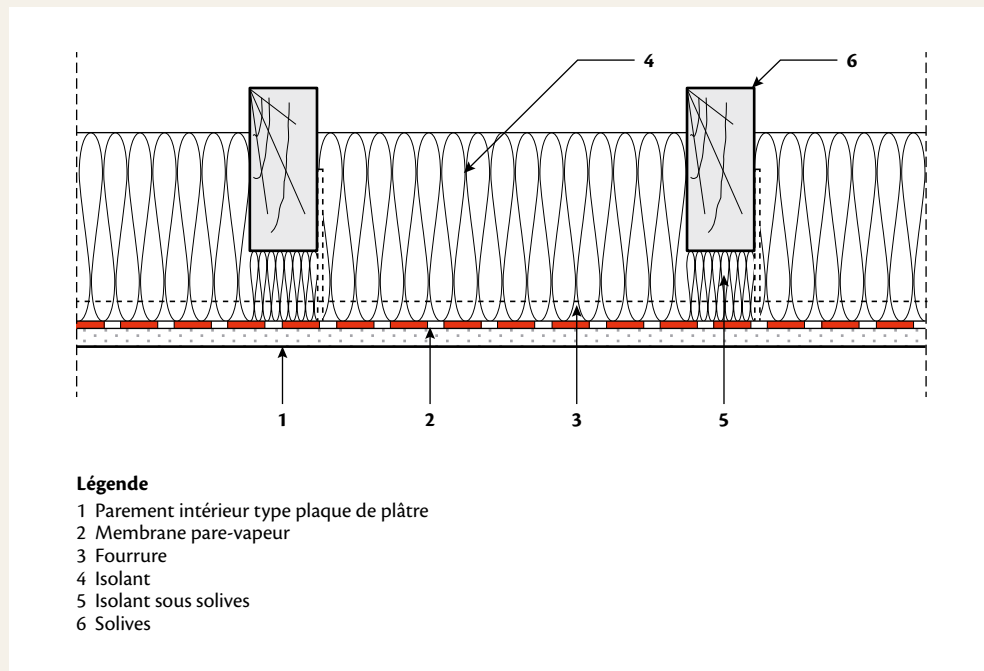 4
6
1
2
3
5
Légende
1 Parement intérieur type plaque de plâtre
2 Membrane pare-vapeur
3 Fourrure
4 Isolant
5 Isolant sous solives
6 Solives